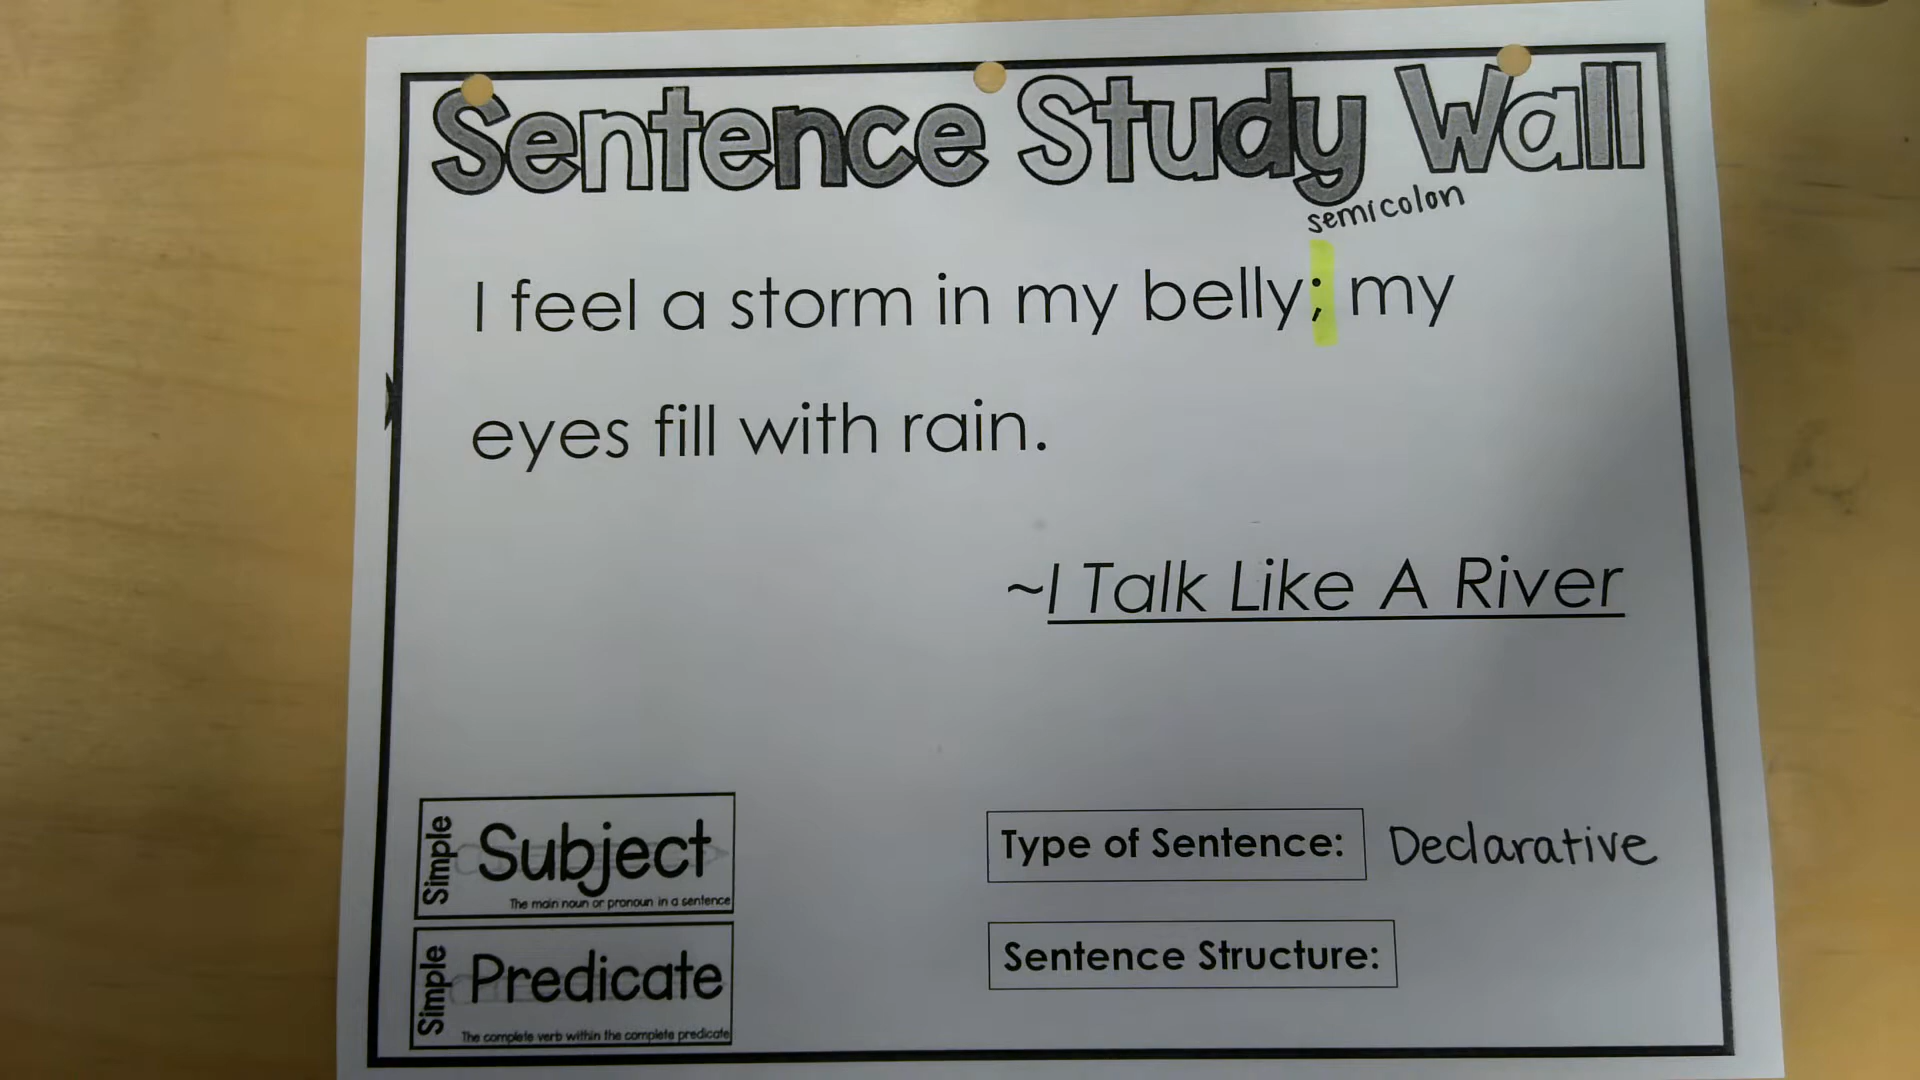 Sentence Study Wall
semicolon
I feel a storm in my belly; my
eyes fill with rain.
~I Talk Like A River
Simple
Subject
The main noun or pronoun in a sentence
Simple
Predicate
The complete verb within the complete predicate
Type of Sentence: Declarative
Sentence Structure: